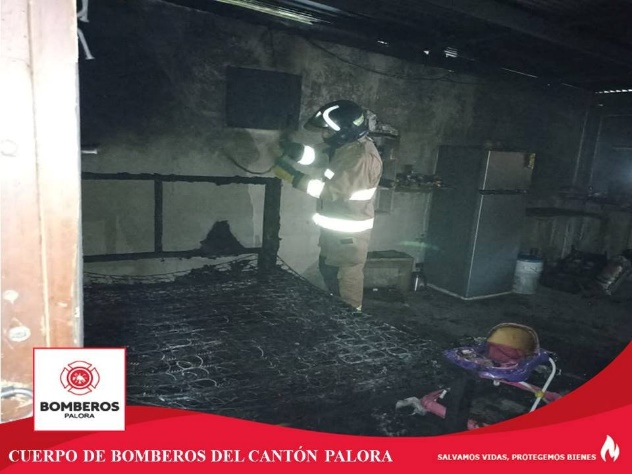 BOMBEROS
PALORA
CUERPO DE BOMBEROS DEL CANTÓN PALORA
SALVAMOS VIDAS, PROTEGEMOS BIENES